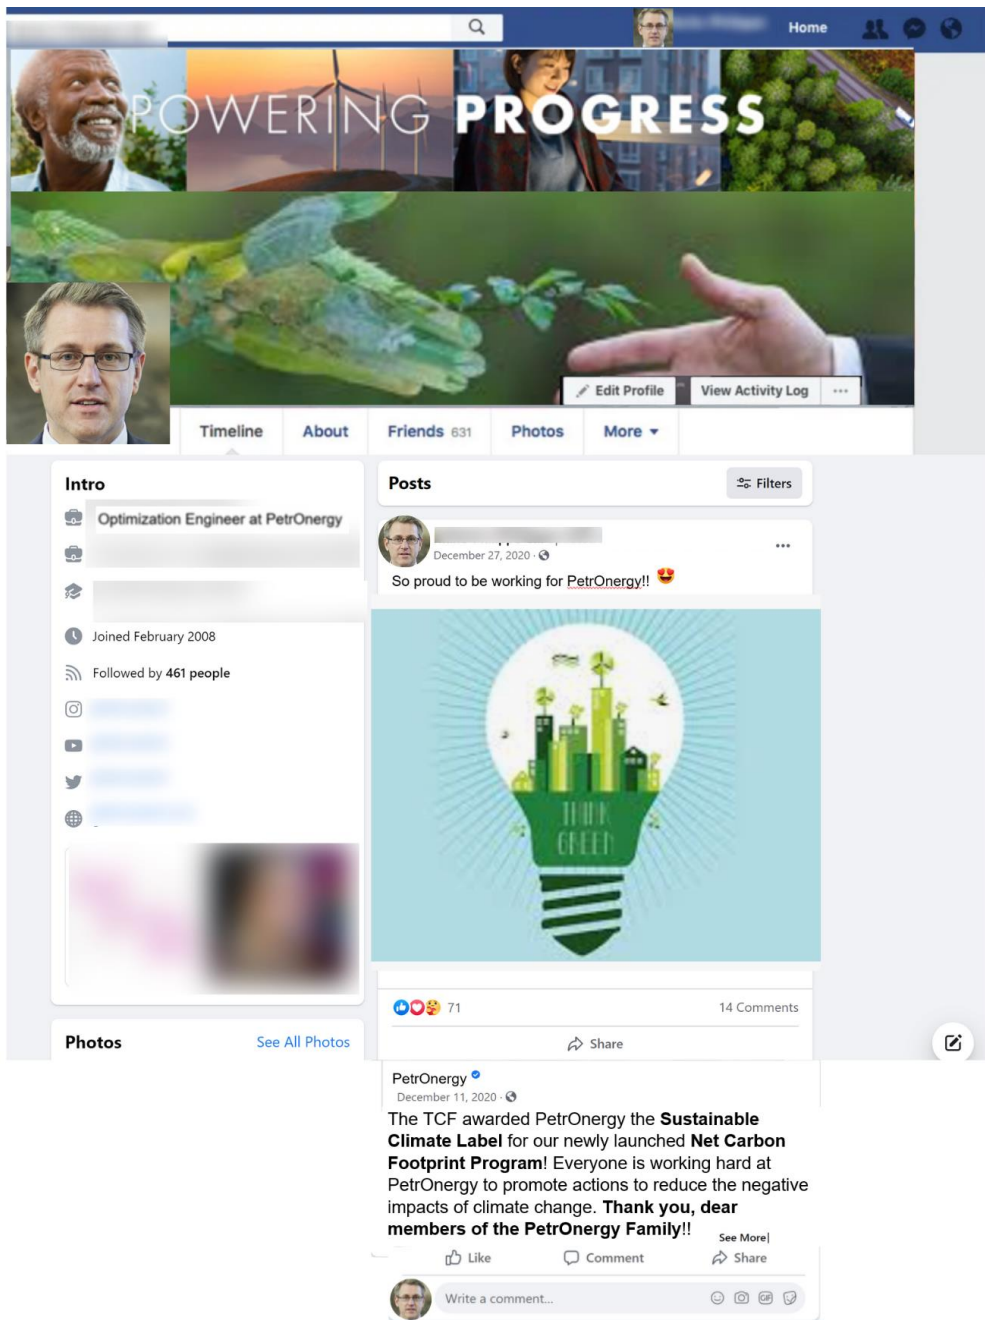 Home
POWERING PROGRESS
Edit Profile
View Activity Log
Timeline
About
Friends 631
Photos
More
Intro
Optimization Engineer at PetrOnergy
Joined February 2008
Followed by 461 people
Photos
See All Photos
Posts
Filters
December 27, 2020
So proud to be working for PetrOnergy!!
THINK
GREEN
71
14 Comments
Share
PetrOnergy
December 11, 2020
The TCF awarded PetrOnergy the Sustainable
Climate Label for our newly launched Net Carbon
Footprint Program! Everyone is working hard at
PetrOnergy to promote actions to reduce the negative
impacts of climate change. Thank you, dear
members of the PetrOnergy Family!!
See More
Like
Comment
Share
Write a comment...
GIF